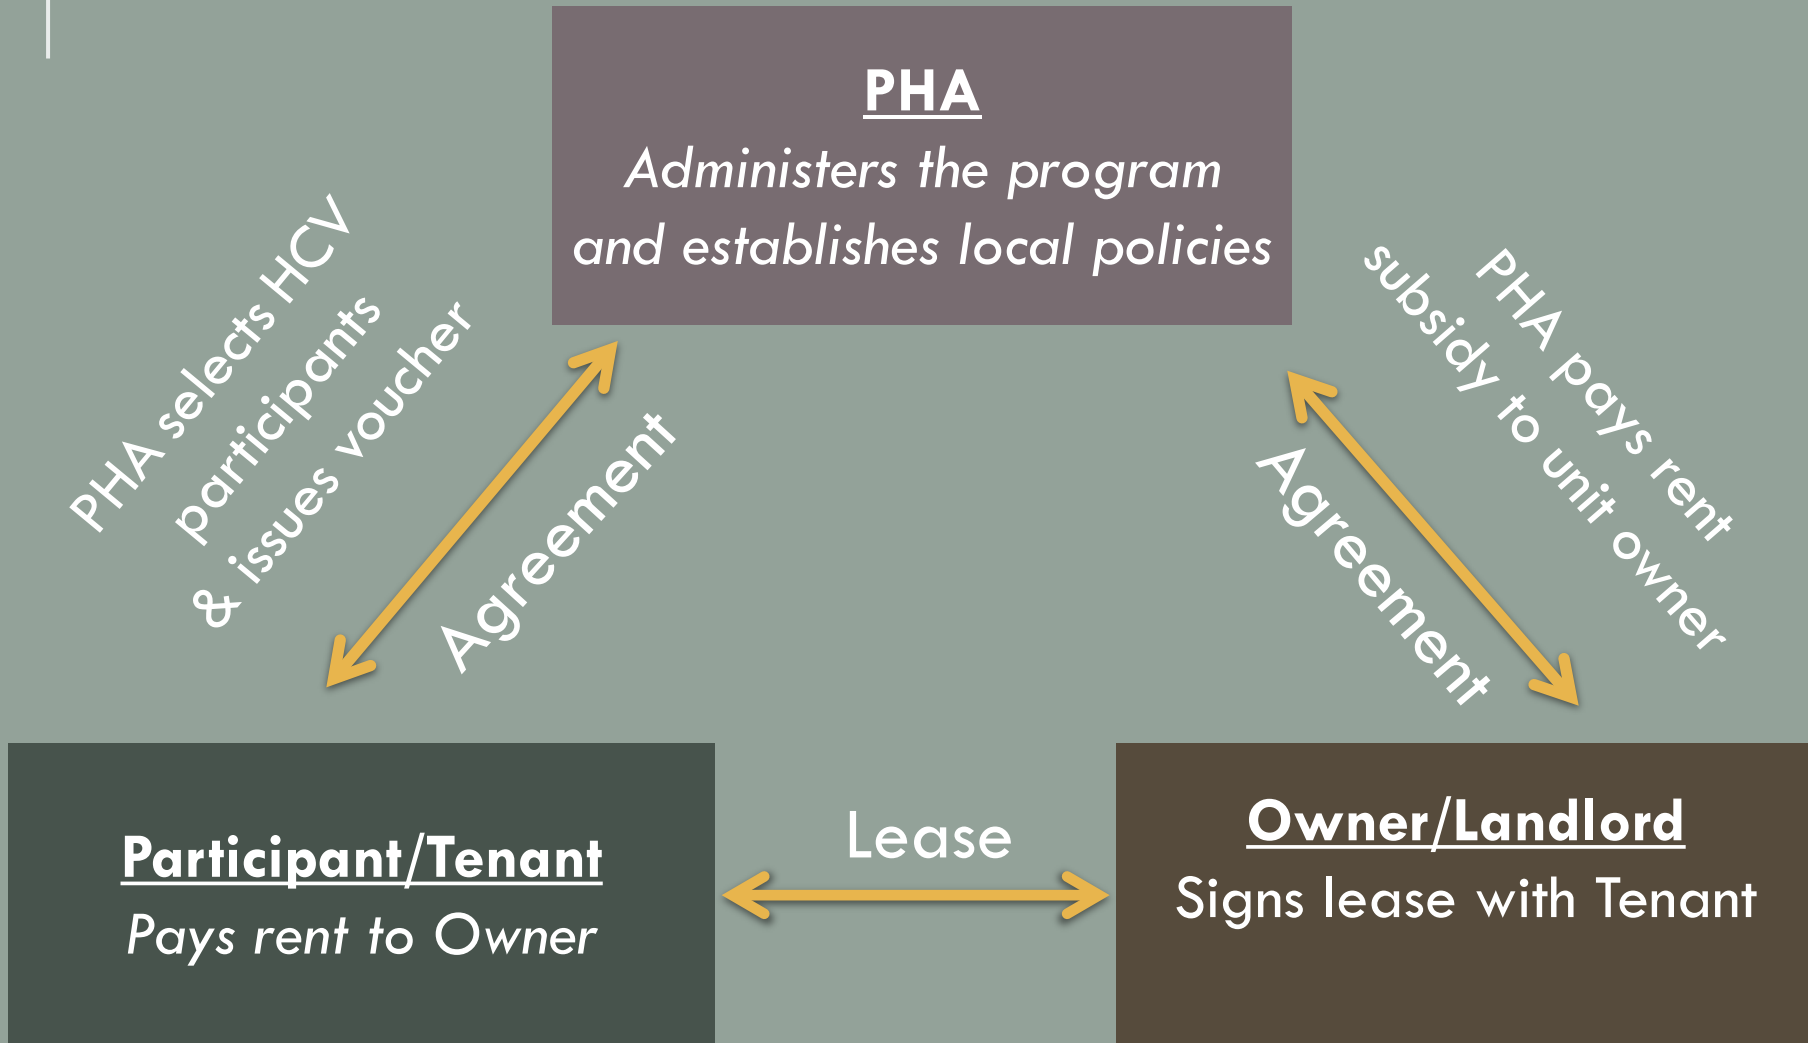 PHA
Administers the program
and establishes local policies
PHA selects HCV
participants
& issues voucher
Agreement
PHA pays rent
subsidy to unit owner
Agreement
Participant/Tenant
Pays rent to Owner
Lease
Owner/Landlord
Signs lease with Tenant